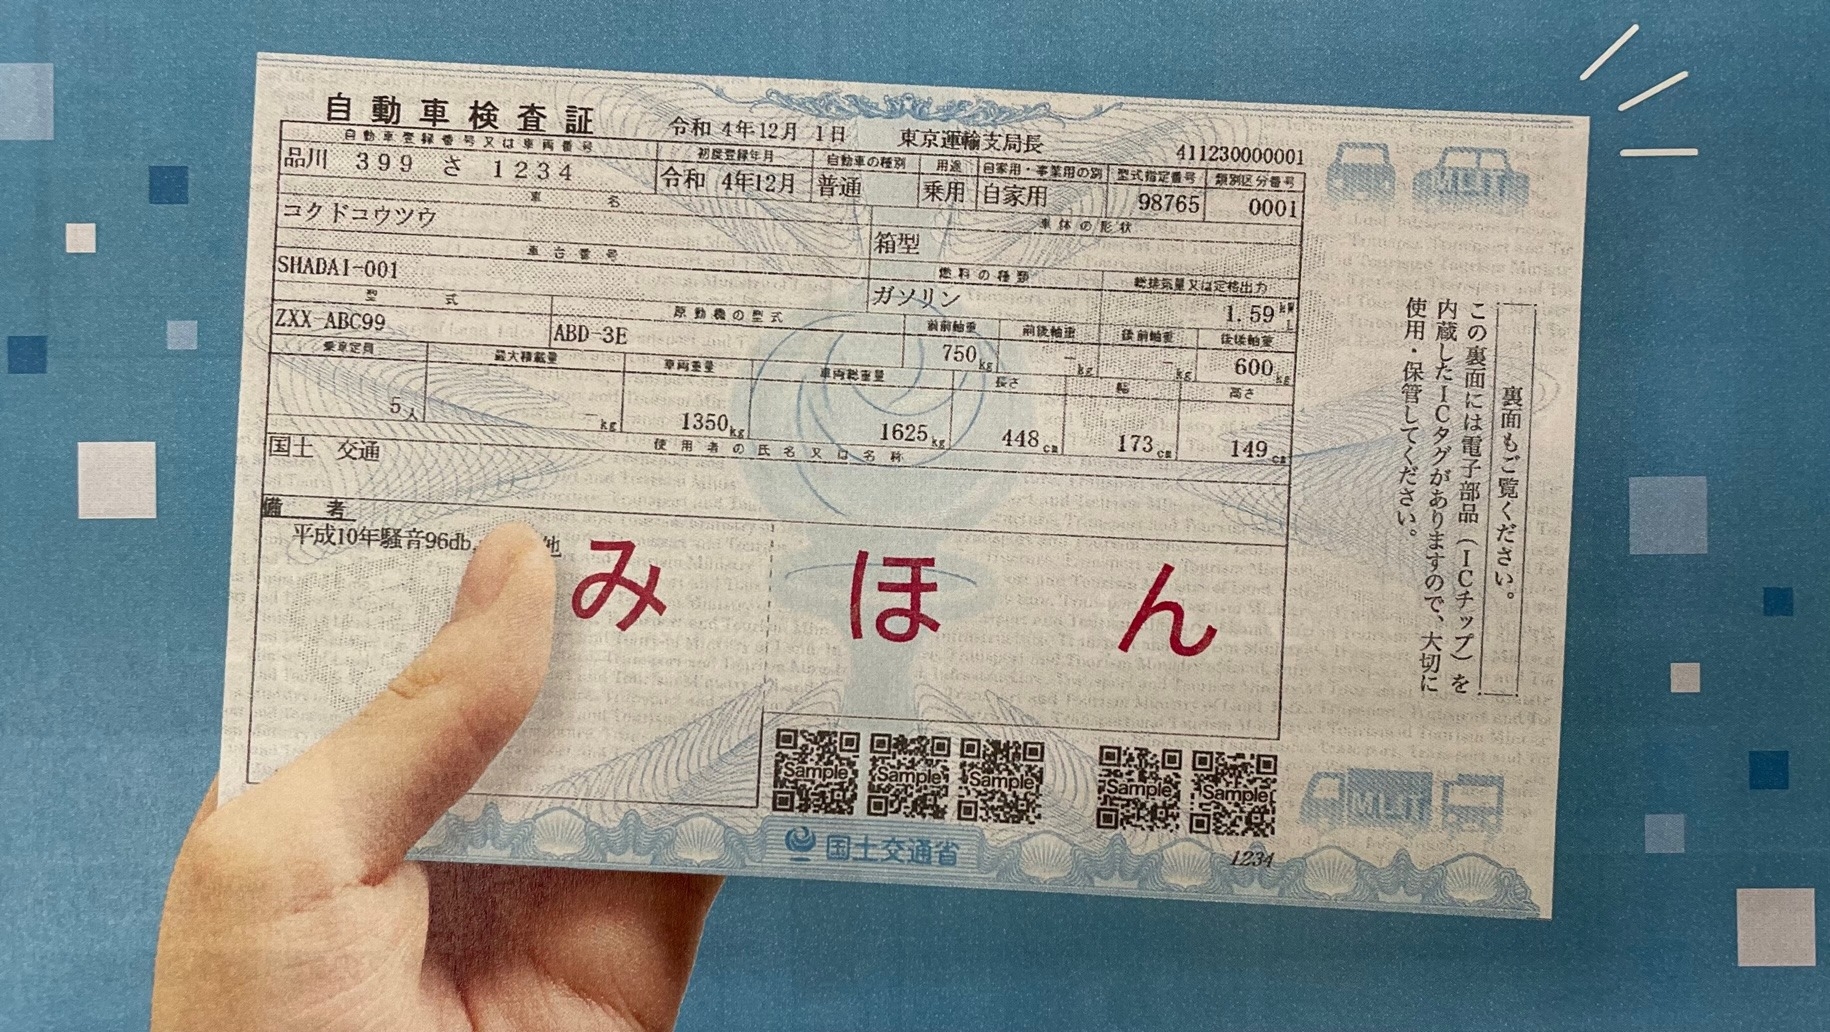 自動車検査証
令和 4年12月 1日 東京運輸支局長
411230000001
自動車登録番号又は車両番号 初度登録年月 自動車の種別 用途 自家用・事業用の別 型式指定番号 類別区分番号
品川 399 さ 1234 令和 4年12月 普通 乗用 自家用 98765 0001
車名 車体の形状
コクドコウツウ 箱型
車台番号 燃料の種類 総排気量又は定格出力
SHADAI-001 ガソリン 1.59 kW L
型式 原動機の型式 前前軸重 前後軸重 後前軸重 後後軸重
ZXX-ABC99 ABD-3E 750kg -kg -kg 600kg
乗車定員 最大積載量 車両重量 車両総重量 長さ 幅 高さ
5人 -kg 1350kg 1625kg 448cm 173cm 149cm
使用者の氏名又は名称
国土 交通
備考
平成10年騒音96db, 他
みほん
Sample Sample Sample Sample Sample
国土交通省
1234
MLIT
MLIT
裏面もご覧ください。
この裏面には電子部品(ICチップ)を
内蔵したICタグがありますので、大切に
使用・保管してください。